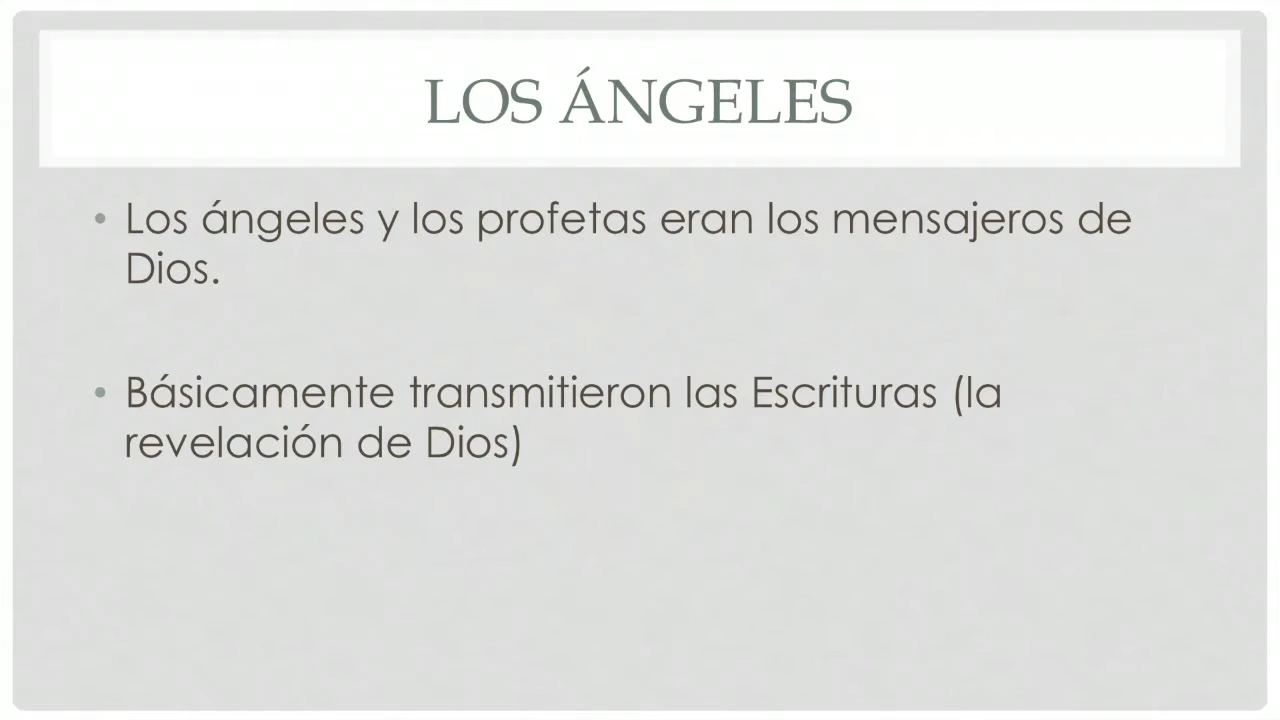 LOS ÁNGELES
• Los ángeles y los profetas eran los mensajeros de
Dios.
• Básicamente transmitieron las Escrituras (la
revelación de Dios)